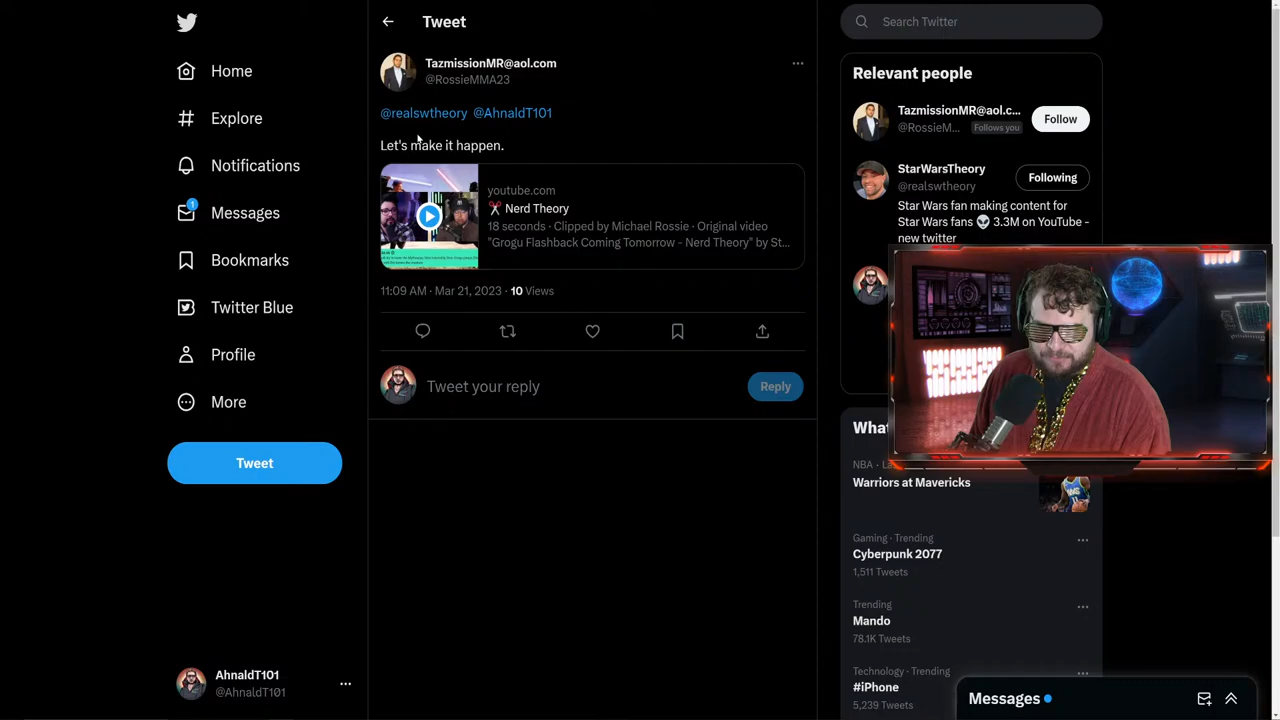 Tweet
Search Twitter
Home
Explore
Notifications
1
Messages
Bookmarks
Twitter Blue
Profile
More
Tweet
AhnaldT101
@AhnaldT101
TazmissionMR@aol.com
@RossieMMA23
@realswtheory @AhnaldT101
Let's make it happen.
youtube.com
✂️ Nerd Theory
18 seconds · Clipped by Michael Rossie · Original video
"Grogu Flashback Coming Tomorrow - Nerd Theory" by St...
11:09 AM · Mar 21, 2023 · 10 Views
Tweet your reply
Reply
Relevant people
TazmissionMR@aol.c...
@RossieM... Follows you
Follow
StarWarsTheory
@realswtheory
Following
Star Wars fan making content for
Star Wars fans 👽 3.3M on YouTube -
new twitter
What
NBA · La
Warriors at Mavericks
Gaming · Trending
Cyberpunk 2077
1,511 Tweets
Trending
Mando
78.1K Tweets
Technology · Trending
#iPhone
5,239 Tweets
Messages